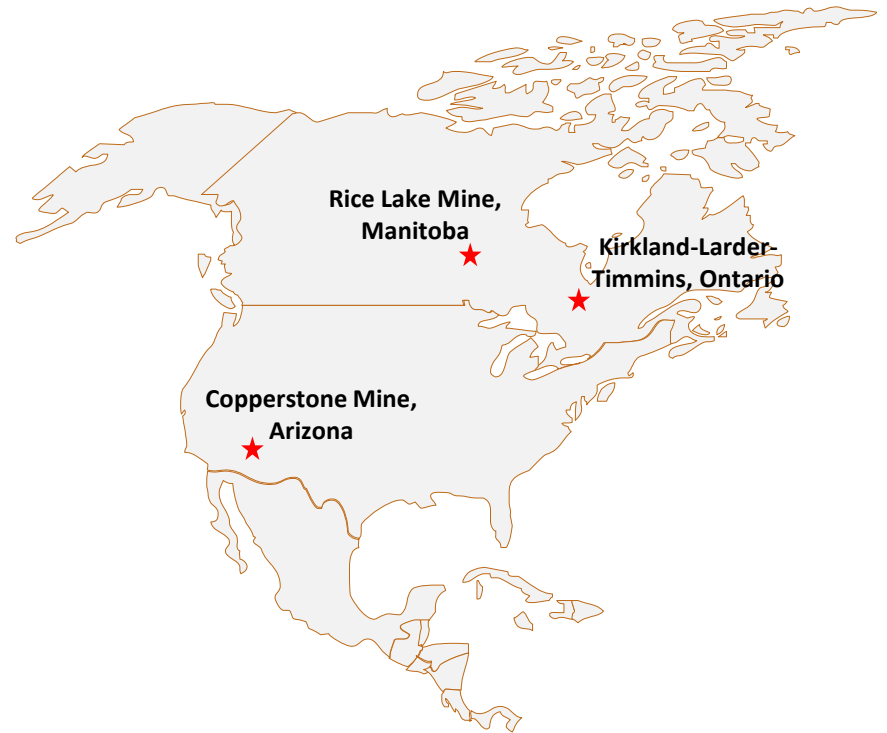 Rice Lake Mine,
Manitoba
Kirkland-Larder-
Timmins, Ontario
Copperstone Mine,
Arizona